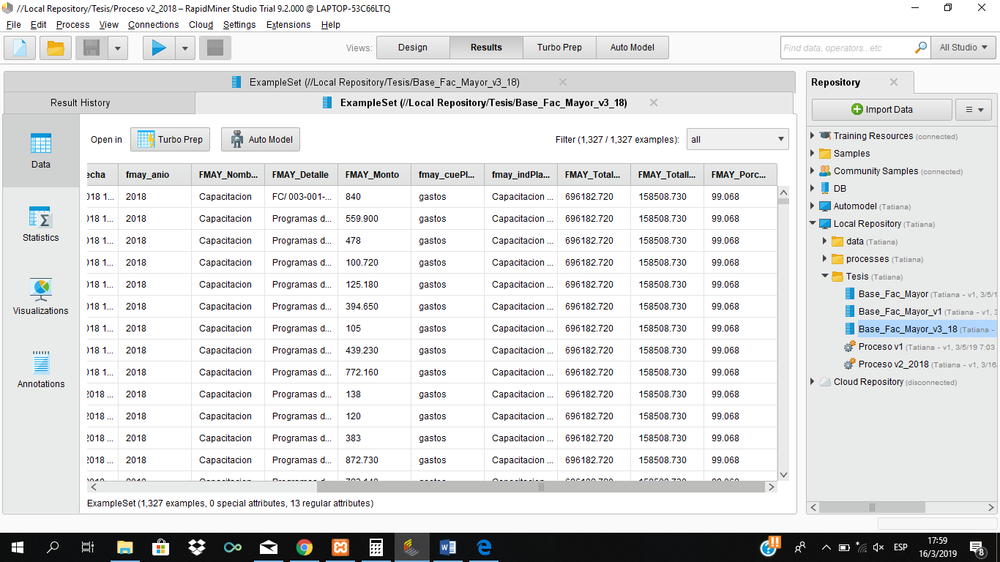 //Local Repository/Tesis/Proceso v2_2018 – RapidMiner Studio Trial 9.2.000 @ LAPTOP-53C66LTQ
File Edit Process View Connections Cloud Settings Extensions Help
Views: Design Results Turbo Prep Auto Model Find data, operators...etc All Studio
ExampleSet (//Local Repository/Tesis/Base_Fac_Mayor_v3_18)
Result History ExampleSet (//Local Repository/Tesis/Base_Fac_Mayor_v3_18)
Data
Statistics
Visualizations
Annotations
Open in Turbo Prep Auto Model Filter (1,327 / 1,327 examples): all
echa fmay_anio FMAY_Nomb... FMAY_Detalle FMAY_Monto fmay_cuePl... fmay_indPla... FMAY_Total... FMAY_Totall... FMAY_Porc...
018 1... 2018 Capacitacion FC/ 003-001-... 840 gastos Capacitacion ... 696182.720 158508.730 99.068
018 1... 2018 Capacitacion Programas d... 559.900 gastos Capacitacion ... 696182.720 158508.730 99.068
018 1... 2018 Capacitacion Programas d... 478 gastos Capacitacion ... 696182.720 158508.730 99.068
018 1... 2018 Capacitacion Programas d... 100.720 gastos Capacitacion ... 696182.720 158508.730 99.068
018 1... 2018 Capacitacion Programas d... 125.180 gastos Capacitacion ... 696182.720 158508.730 99.068
018 1... 2018 Capacitacion Programas d... 394.650 gastos Capacitacion ... 696182.720 158508.730 99.068
018 1... 2018 Capacitacion Programas d... 105 gastos Capacitacion ... 696182.720 158508.730 99.068
018 1... 2018 Capacitacion Programas d... 439.230 gastos Capacitacion ... 696182.720 158508.730 99.068
018 1... 2018 Capacitacion Programas d... 772.160 gastos Capacitacion ... 696182.720 158508.730 99.068
2018 ... 2018 Capacitacion Programas d... 138 gastos Capacitacion ... 696182.720 158508.730 99.068
2018 ... 2018 Capacitacion Programas d... 120 gastos Capacitacion ... 696182.720 158508.730 99.068
2018 ... 2018 Capacitacion Programas d... 383 gastos Capacitacion ... 696182.720 158508.730 99.068
2018 ... 2018 Capacitacion Programas d... 872.730 gastos Capacitacion ... 696182.720 158508.730 99.068
ExampleSet (1,327 examples, 0 special attributes, 13 regular attributes)
Repository
Import Data
Training Resources (connected)
Samples
Community Samples (connected)
DB
Automodel (Tatiana)
Local Repository (Tatiana)
data (Tatiana)
processes (Tatiana)
Tesis (Tatiana)
Base_Fac_Mayor (Tatiana - v1, 3/5/1
Base_Fac_Mayor_v1 (Tatiana - v1, 3
Base_Fac_Mayor_v3_18 (Tatiana -
Proceso v1 (Tatiana - v1, 3/5/19 7:03
Proceso v2_2018 (Tatiana - v1, 3/16/
Cloud Repository (disconnected)
ESP 17:59
16/3/2019
8